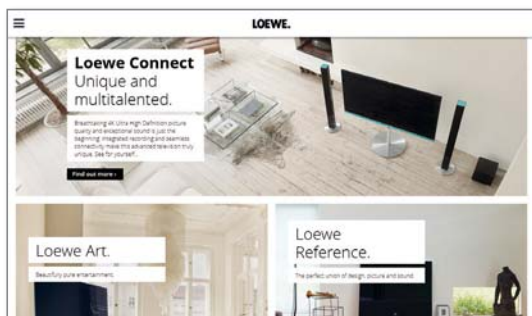 LOEWE.
Loewe Connect
Unique and
multitalented.
Breathtaking 4K Ultra High Definition picture
quality and exceptional sound is just the
beginning. Integrated recording and seamless
connectivity make this advanced television truly
unique. See for yourself...
Find out more ›
Loewe Art.
Beautifully pure entertainment.
Loewe
Reference.
The perfect union of design, picture and sound.